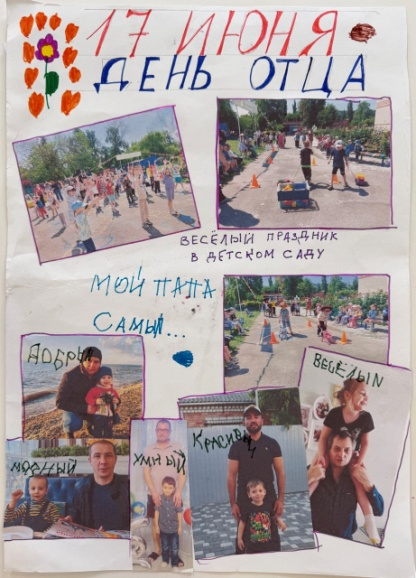 17 ИЮНЯ
ДЕНЬ ОТЦА
ВЕСЁЛЫЙ ПРАЗДНИК
В ДЕТСКОМ САДУ
МОЙ ПАПА
САМЫЙ...
ДОБРЫЙ
ВЕСЁЛЫЙ
МОДНЫЙ
УМНЫЙ
КРАСИВЫЙ